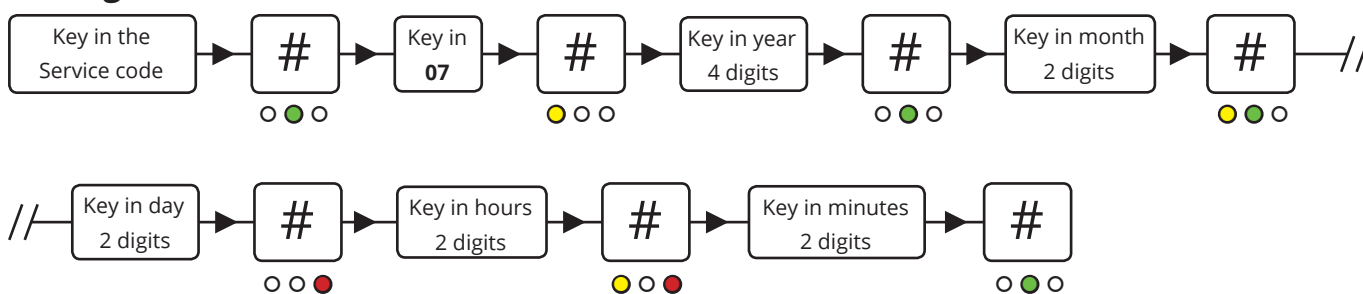 Key in the
Service code
#
Key in
07
#
Key in year
4 digits
#
Key in month
2 digits
#
Key in day
2 digits
#
Key in hours
2 digits
#
Key in minutes
2 digits
#